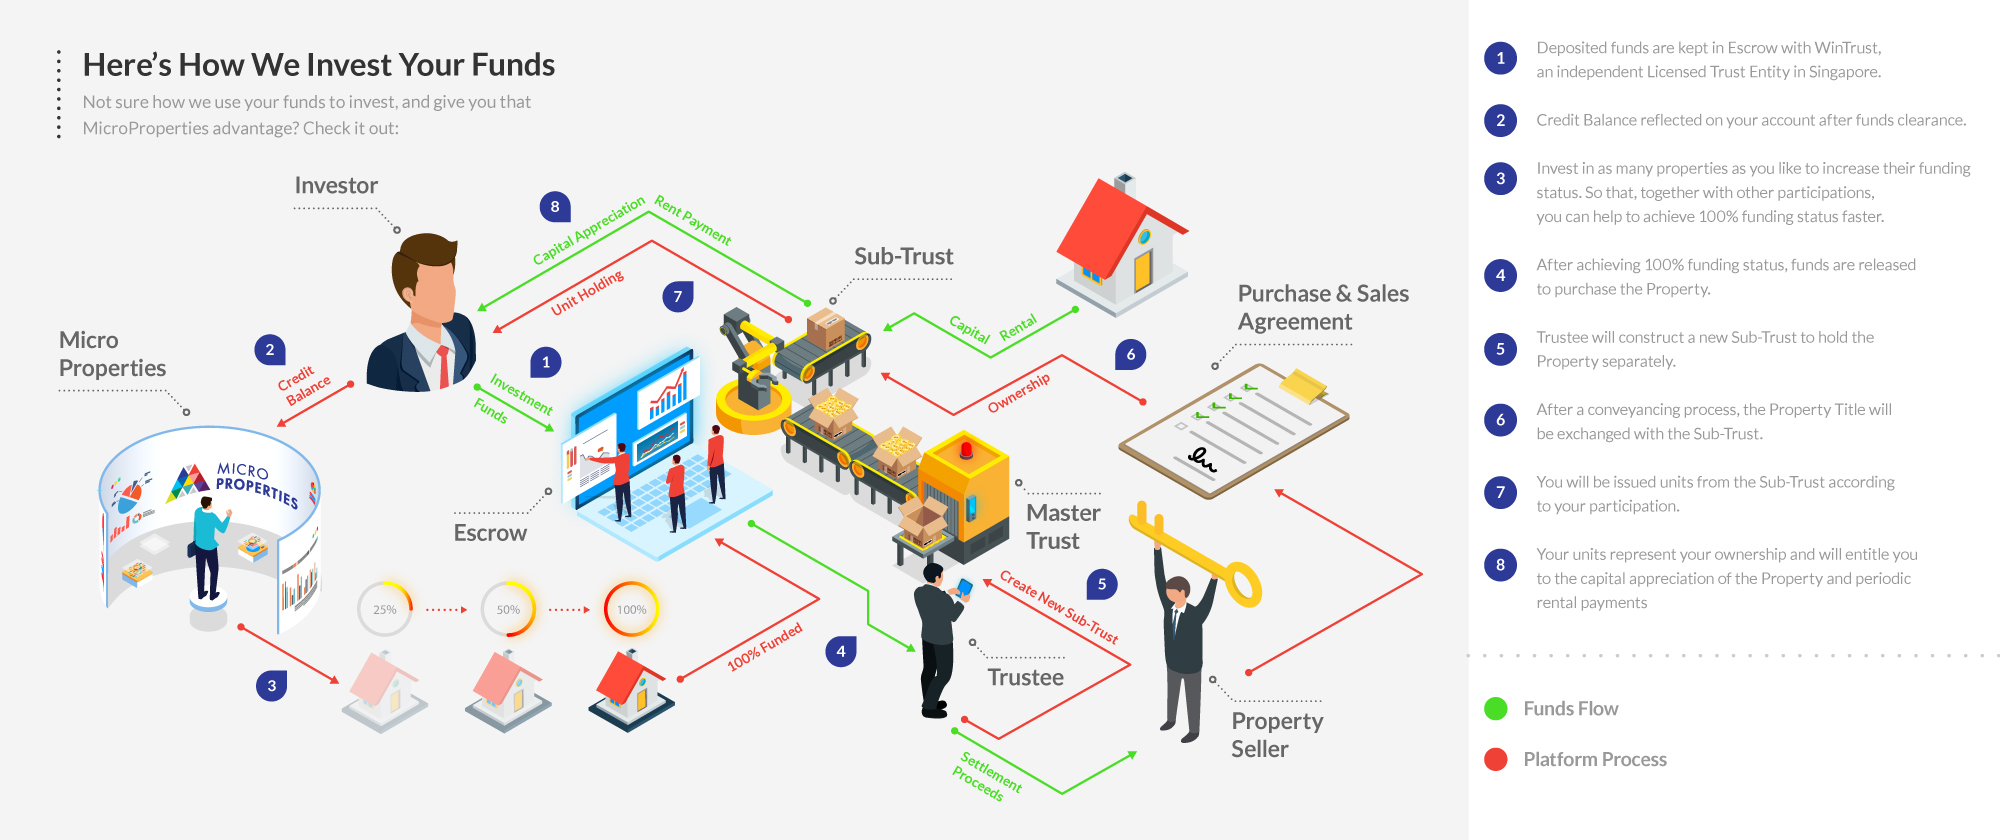 Here's How We Invest Your Funds
Not sure how we use your funds to invest, and give you that
MicroProperties advantage? Check it out:
Investor
8
Capital Appreciation
Rent Payment
Unit Holding
7
Sub-Trust
Capital
Rental
Purchase & Sales
Agreement
6
Ownership
Micro
Properties
2
Credit
Balance
1
Investment
Funds
MICRO
PROPERTIES
Escrow
Master
Trust
25%
50%
100%
3
100% Funded
4
Create New Sub-Trust
5
Trustee
Property
Seller
Settlement
Proceeds
1
Deposited funds are kept in Escrow with WinTrust,
an independent Licensed Trust Entity in Singapore.
2
Credit Balance reflected on your account after funds clearance.
3
Invest in as many properties as you like to increase their funding
status. So that, together with other participations,
you can help to achieve 100% funding status faster.
4
After achieving 100% funding status, funds are released
to purchase the Property.
5
Trustee will construct a new Sub-Trust to hold the
Property separately.
6
After a conveyancing process, the Property Title will
be exchanged with the Sub-Trust.
7
You will be issued units from the Sub-Trust according
to your participation.
8
Your units represent your ownership and will entitle you
to the capital appreciation of the Property and periodic
rental payments
Funds Flow
Platform Process